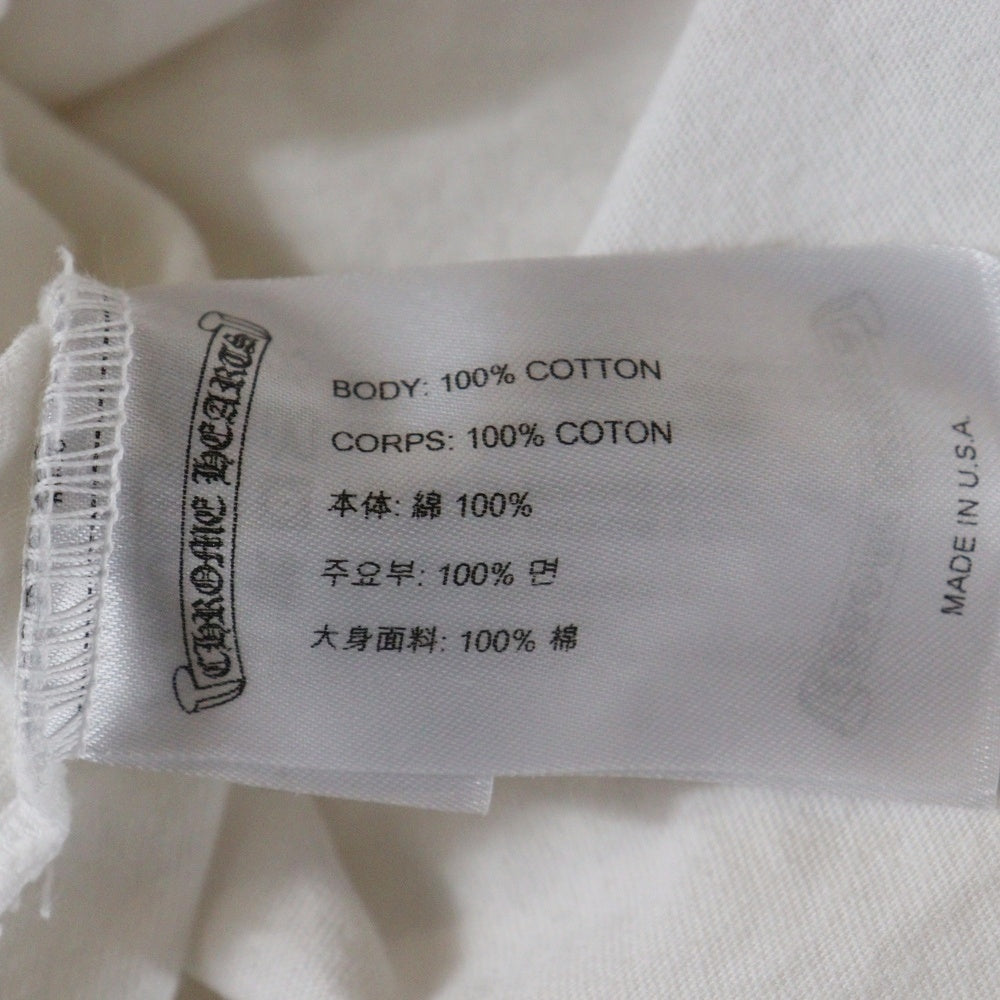 CHROME HEARTS
BODY: 100% COTTON
CORPS: 100% COTON
本体: 綿 100%
주요부: 100% 면
大身面料: 100% 棉
MADE IN U.S.A.